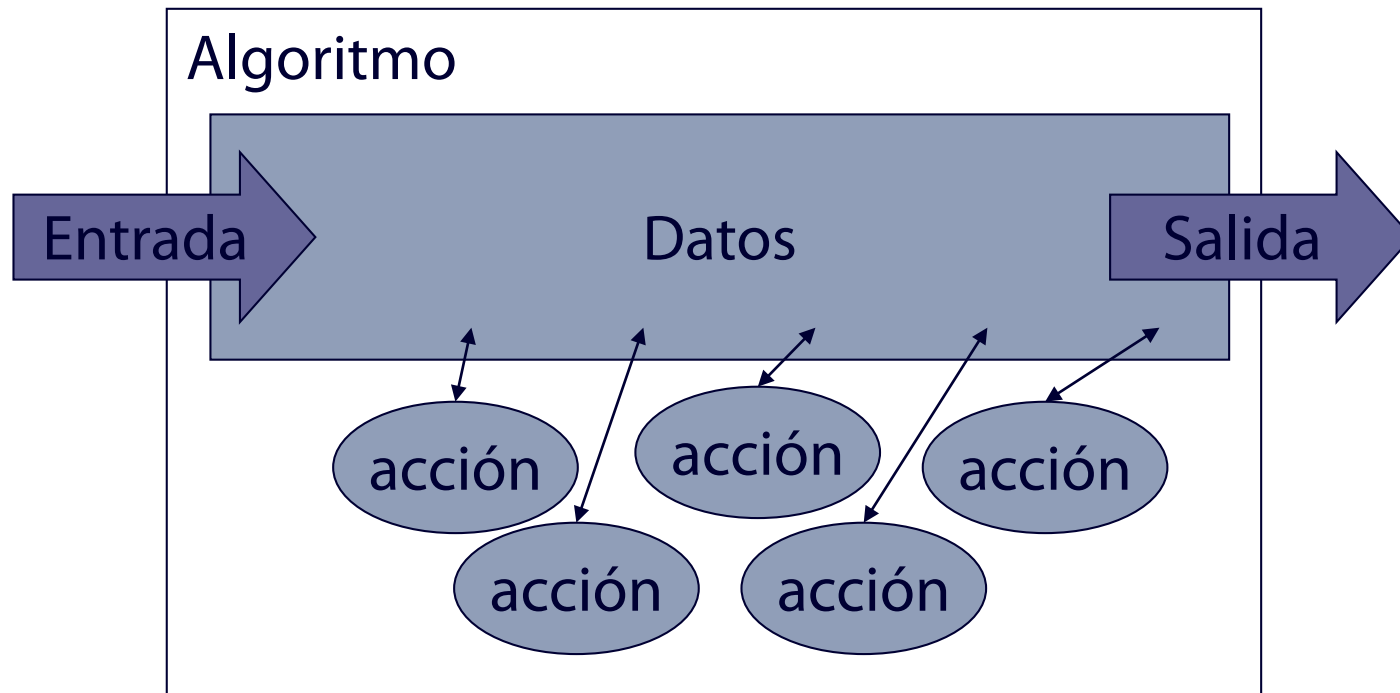 Algoritmo
Entrada
Datos
Salida
acción
acción
acción
acción
acción